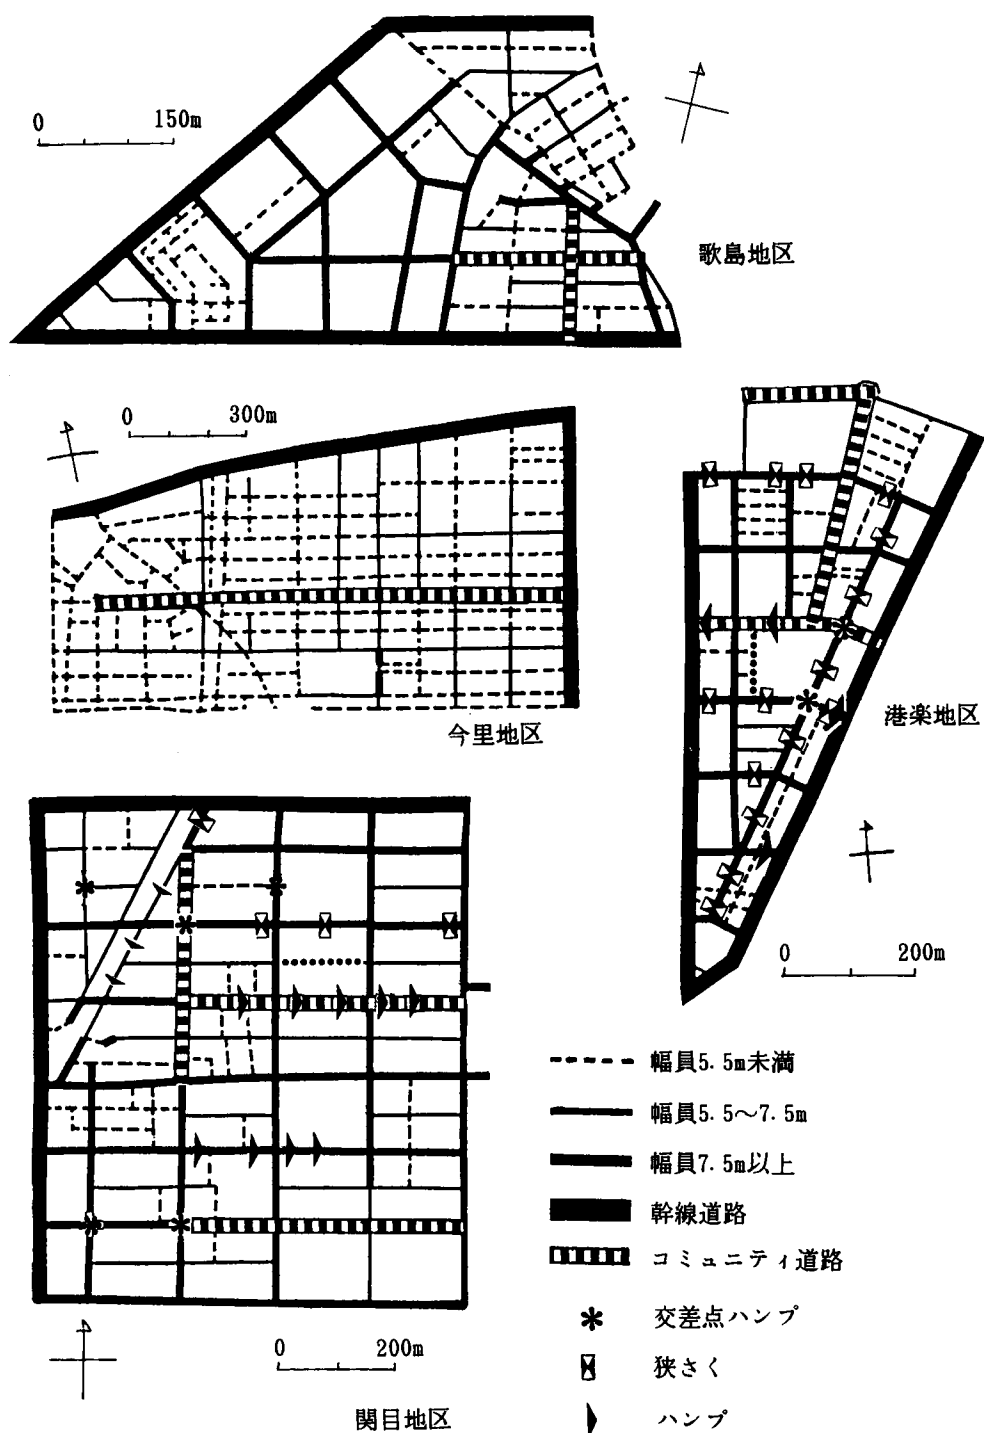 0 150m
歌島地区
0 300m
今里地区
港楽地区
0 200m
幅員5.5m未満
幅員5.5～7.5m
幅員7.5m以上
幹線道路
コミュニティ道路
交差点ハンプ
狭さく
ハンプ
0 200m
関目地区